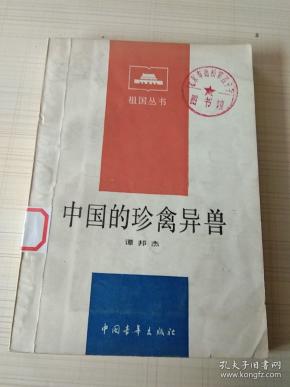 祖国丛书
图书馆
中国的珍禽异兽
谭邦杰
中国青年出版社
孔夫子旧书网